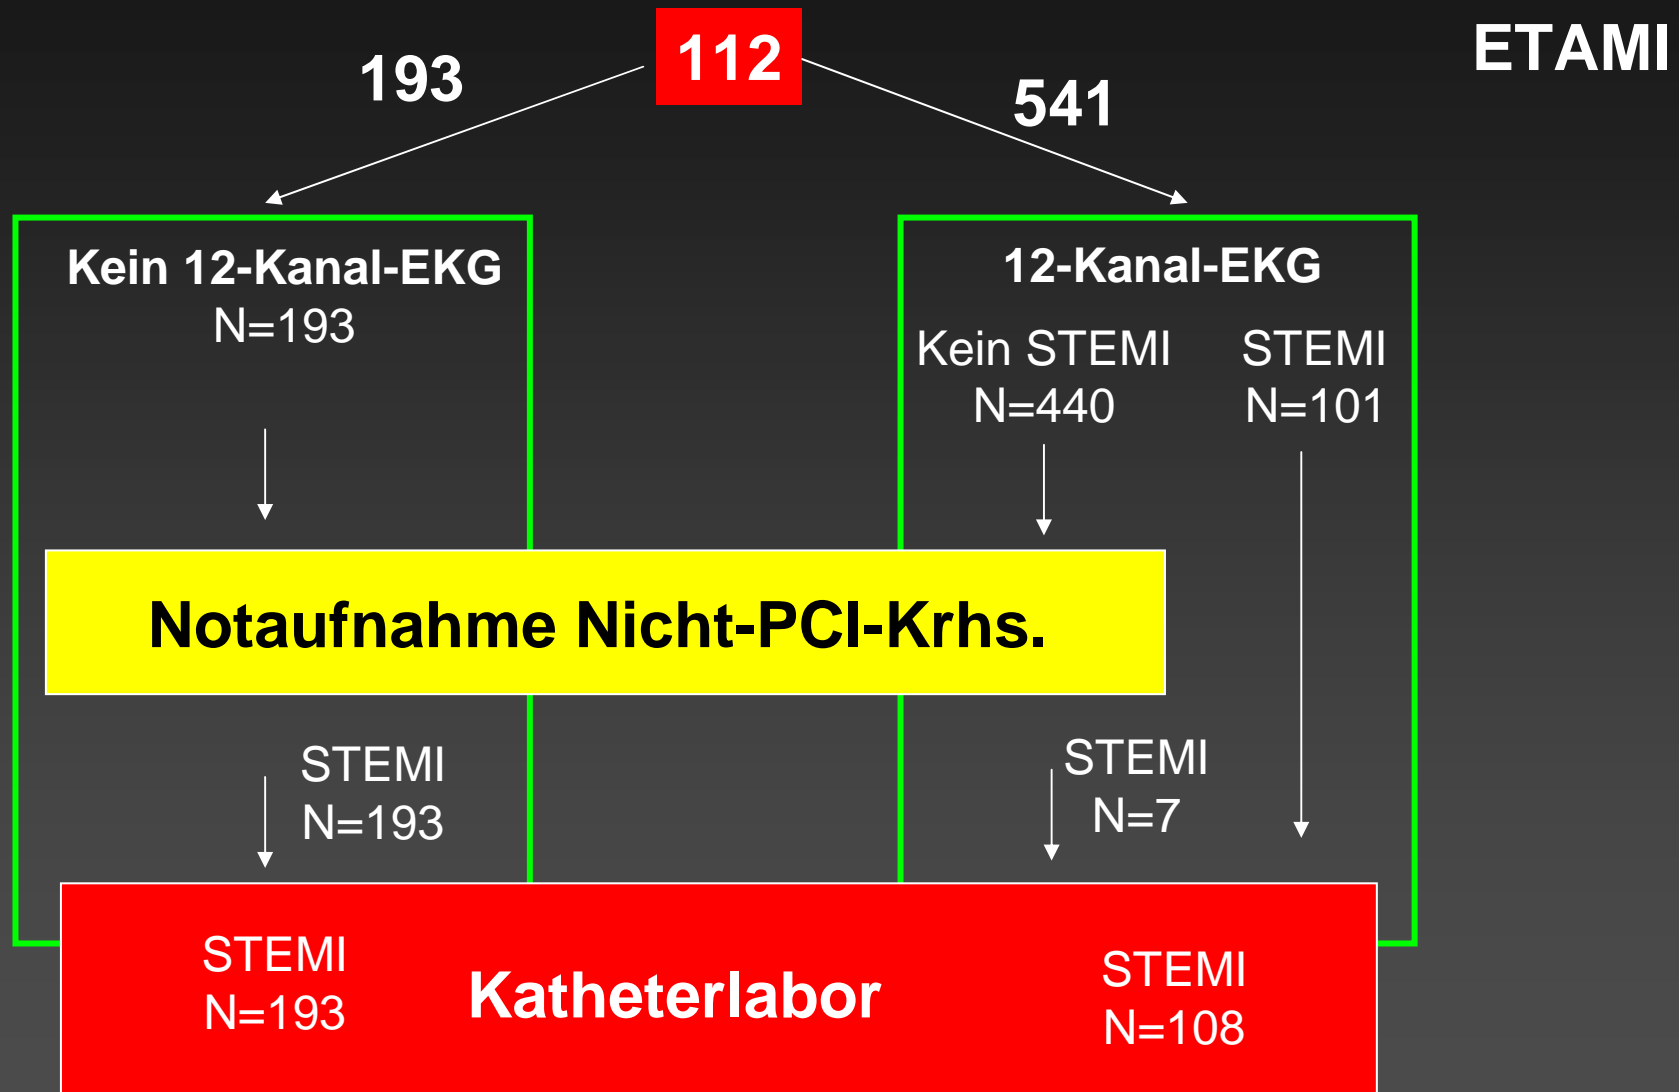 112
ETAMI
193
541
Kein 12-Kanal-EKG
N=193
12-Kanal-EKG
Kein STEMI
N=440
STEMI
N=101
Notaufnahme Nicht-PCI-Krhs.
STEMI
N=193
STEMI
N=7
STEMI
N=193
Katheterlabor
STEMI
N=108